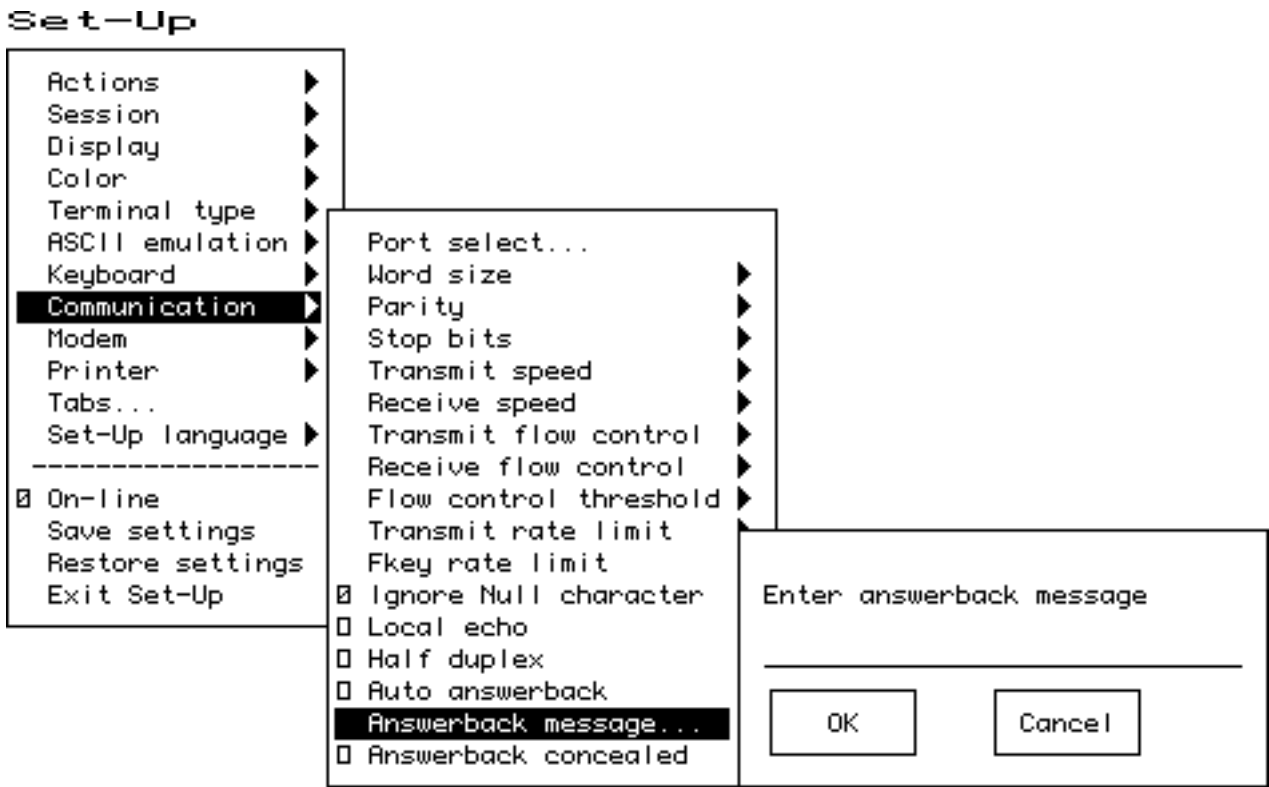 Set-Up
Actions
Session
Display
Color
Terminal type
ASCII emulation
Keyboard
Communication
Modem
Printer
Tabs...
Set-Up language
------------------
On-line
Save settings
Restore settings
Exit Set-Up
Port select...
Word size
Parity
Stop bits
Transmit speed
Receive speed
Transmit flow control
Receive flow control
Flow control threshold
Transmit rate limit
Fkey rate limit
Ignore Null character
Local echo
Half duplex
Auto answerback
Answerback message...
Answerback concealed
Enter answerback message
OK
Cancel